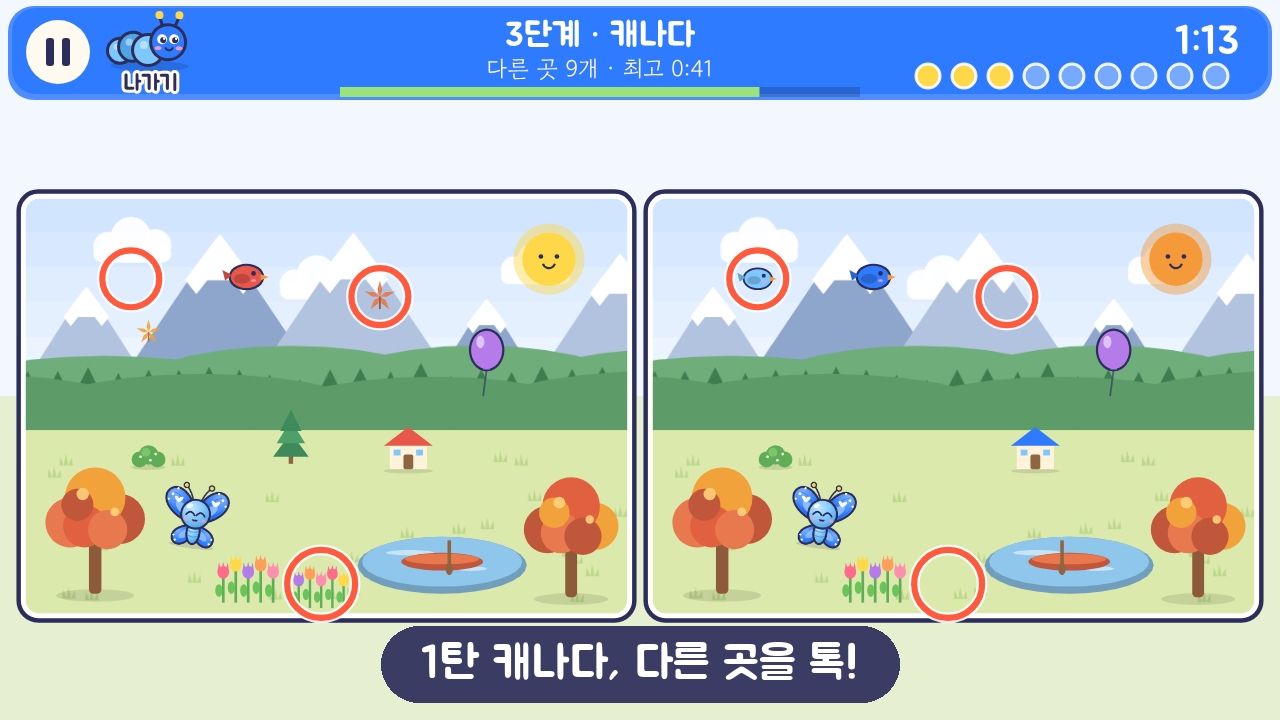 3단계 · 캐나다
다른 곳 9개 · 최고 0:41
1:13
나가기
1탄 캐나다, 다른 곳을 톡!